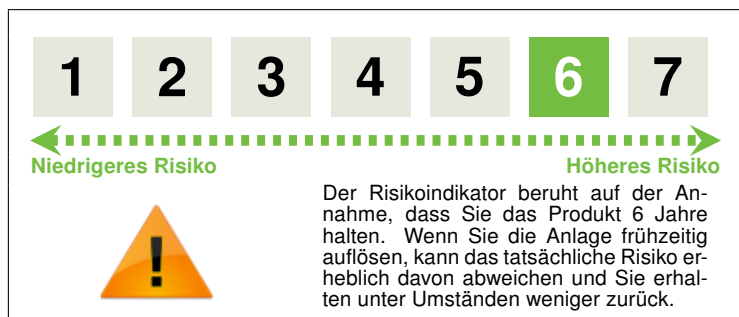 1 2 3 4 5 6 7
Niedrigeres Risiko Höheres Risiko
Der Risikoindikator beruht auf der An-
nahme, dass Sie das Produkt 6 Jahre
halten. Wenn Sie die Anlage frühzeitig
auflösen, kann das tatsächliche Risiko er-
heblich davon abweichen und Sie erhal-
ten unter Umständen weniger zurück.